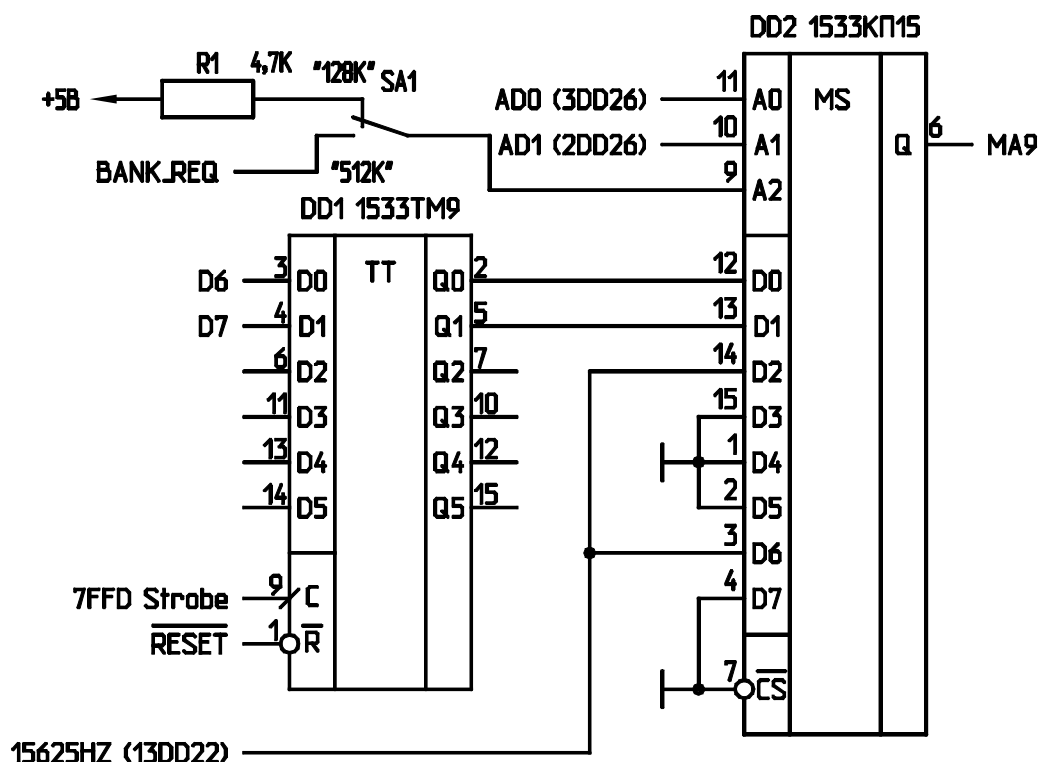 DD2 1533КП15
R1 4,7K "128K" SA1
+5В
BANK_REQ
"512K"
AD0 (3DD26) 11 A0 MS
AD1 (2DD26) 10 A1 Q 6 MA9
9 A2
DD1 1533ТМ9
D6 3 D0 TT Q0 2 12 D0
D7 4 D1 Q1 5 13 D1
6 D2 Q2 7 14 D2
11 D3 Q3 10 15 D3
13 D4 Q4 12 1 D4
14 D5 Q5 15 2 D5
3 D6
7FFD Strobe 9 C 4 D7
RESET 1 R
7 CS
15625HZ (13DD22)